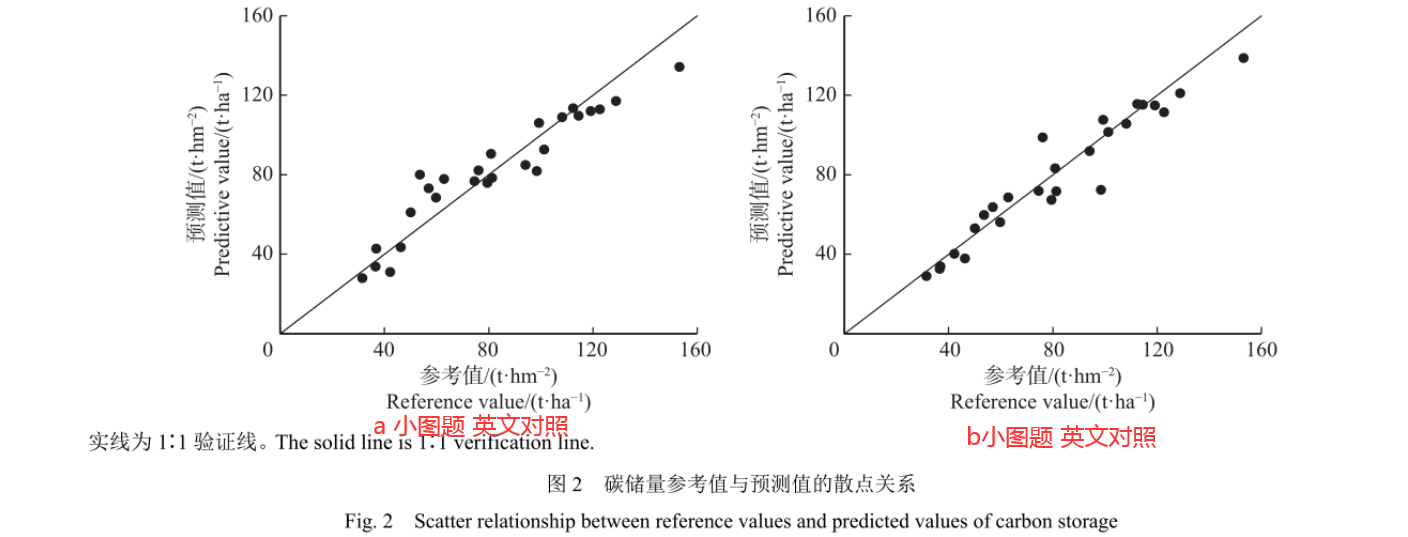 160
120
80
40
0
40
80
120
160
预测值/(t·hm⁻²)
Predictive value/(t·ha⁻¹)
参考值/(t·hm⁻²)
Reference value/(t·ha⁻¹)
a 小图题 英文对照
160
120
80
40
0
40
80
120
160
预测值/(t·hm⁻²)
Predictive value/(t·ha⁻¹)
参考值/(t·hm⁻²)
Reference value/(t·ha⁻¹)
b小图题 英文对照
实线为 1∶1 验证线。The solid line is 1∶1 verification line.
图 2 碳储量参考值与预测值的散点关系
Fig. 2 Scatter relationship between reference values and predicted values of carbon storage